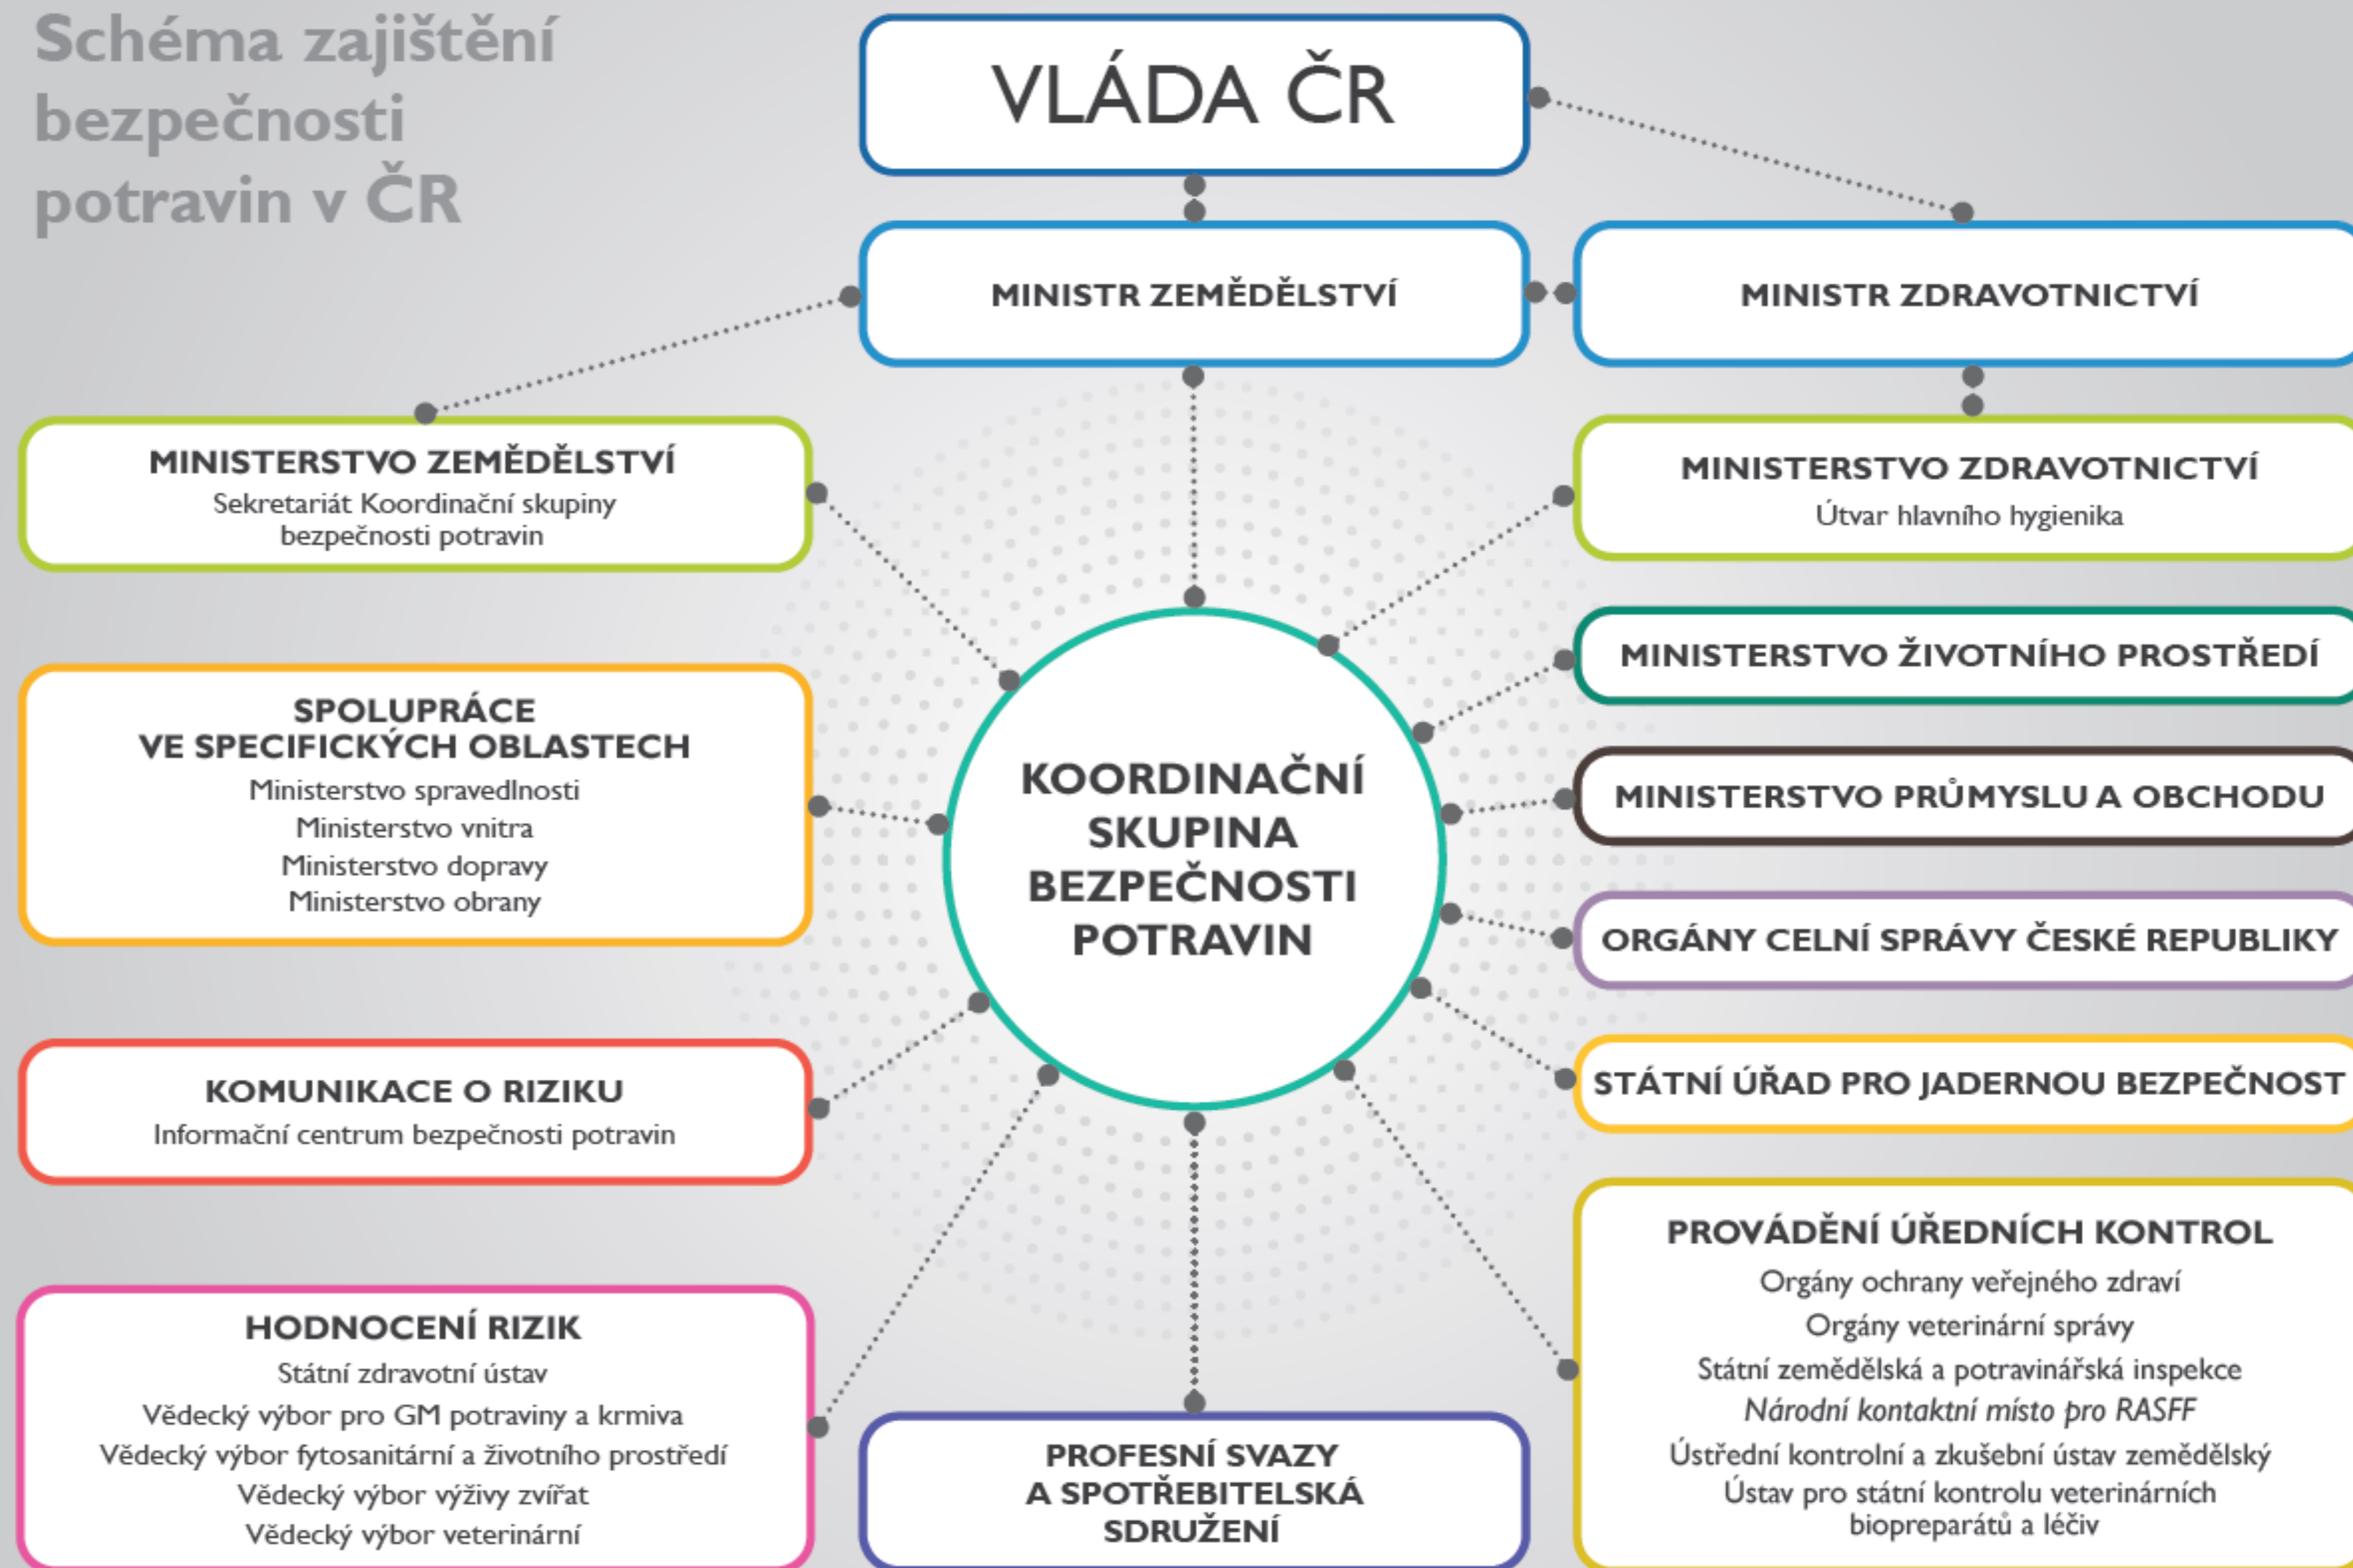 Schéma zajištění
bezpečnosti
potravin v ČR
VLÁDA ČR
MINISTR ZEMĚDĚLSTVÍ
MINISTR ZDRAVOTNICTVÍ
MINISTERSTVO ZEMĚDĚLSTVÍ
Sekretariát Koordinační skupiny
bezpečnosti potravin
MINISTERSTVO ZDRAVOTNICTVÍ
Útvar hlavního hygienika
SPOLUPRÁCE
VE SPECIFICKÝCH OBLASTECH
Ministerstvo spravedlnosti
Ministerstvo vnitra
Ministerstvo dopravy
Ministerstvo obrany
KOORDINAČNÍ
SKUPINA
BEZPEČNOSTI
POTRAVIN
MINISTERSTVO ŽIVOTNÍHO PROSTŘEDÍ
MINISTERSTVO PRŮMYSLU A OBCHODU
ORGÁNY CELNÍ SPRÁVY ČESKÉ REPUBLIKY
STÁTNÍ ÚŘAD PRO JADERNOU BEZPEČNOST
KOMUNIKACE O RIZIKU
Informační centrum bezpečnosti potravin
HODNOCENÍ RIZIK
Státní zdravotní ústav
Vědecký výbor pro GM potraviny a krmiva
Vědecký výbor fytosanitární a životního prostředí
Vědecký výbor výživy zvířat
Vědecký výbor veterinární
PROFESNÍ SVAZY
A SPOTŘEBITELSKÁ
SDRUŽENÍ
PROVÁDĚNÍ ÚŘEDNÍCH KONTROL
Orgány ochrany veřejného zdraví
Orgány veterinární správy
Státní zemědělská a potravinářská inspekce
Národní kontaktní místo pro RASFF
Ústřední kontrolní a zkušební ústav zemědělský
Ústav pro státní kontrolu veterinárních
biopreparátů a léčiv